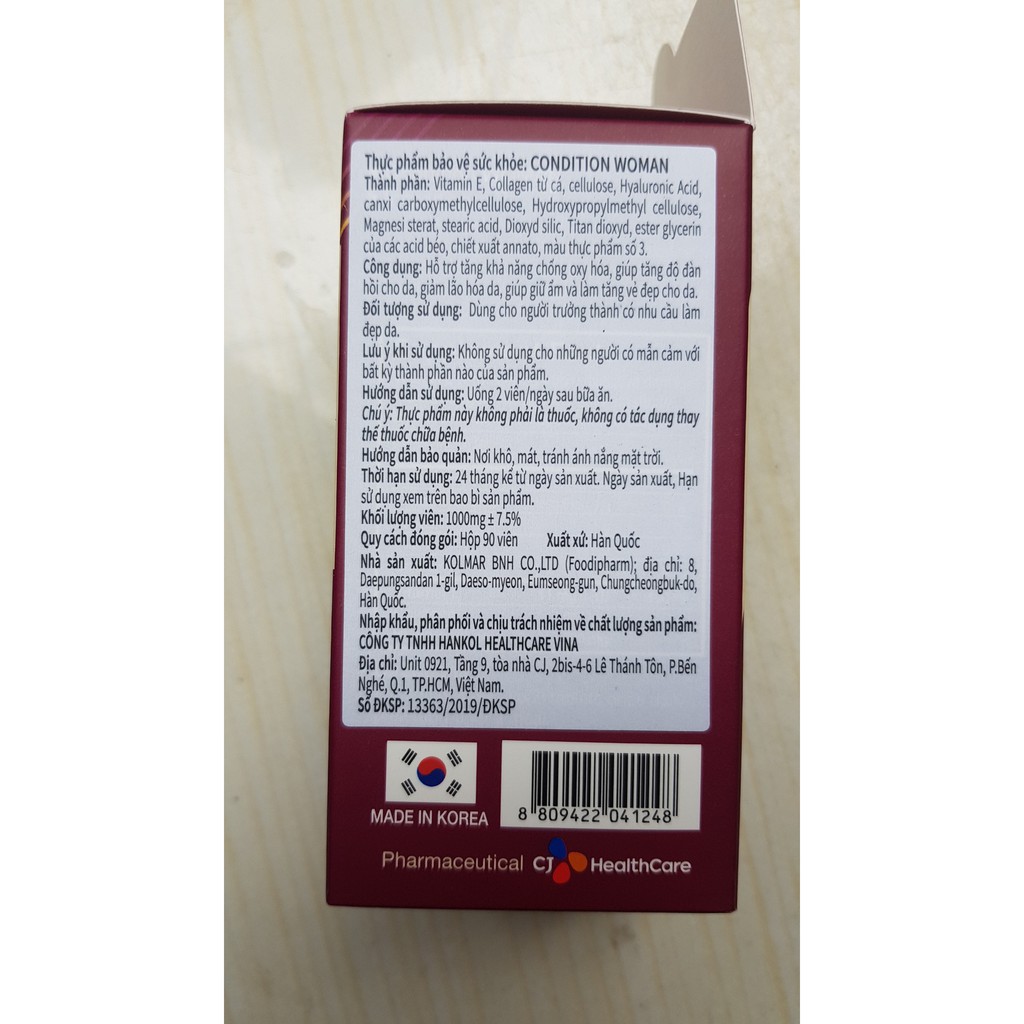 Thực phẩm bảo vệ sức khỏe: CONDITION WOMAN
Thành phần: Vitamin E, Collagen từ cá, cellulose, Hyaluronic Acid,
canxi carboxymethylcellulose, Hydroxypropylmethyl cellulose,
Magnesi sterat, stearic acid, Dioxyd silic, Titan dioxyd, ester glycerin
của các acid béo, chiết xuất annato, màu thực phẩm số 3.
Công dụng: Hỗ trợ tăng khả năng chống oxy hóa, giúp tăng độ đàn
hồi cho da, giảm lão hóa da, giúp giữ ẩm và làm tăng vẻ đẹp cho da.
Đối tượng sử dụng: Dùng cho người trưởng thành có nhu cầu làm
đẹp da.
Lưu ý khi sử dụng: Không sử dụng cho những người có mẫn cảm với
bất kỳ thành phần nào của sản phẩm.
Hướng dẫn sử dụng: Uống 2 viên/ngày sau bữa ăn.
Chú ý: Thực phẩm này không phải là thuốc, không có tác dụng thay
thế thuốc chữa bệnh.
Hướng dẫn bảo quản: Nơi khô, mát, tránh ánh nắng mặt trời.
Thời hạn sử dụng: 24 tháng kể từ ngày sản xuất. Ngày sản xuất, Hạn
sử dụng xem trên bao bì sản phẩm.
Khối lượng viên: 1000mg ± 7.5%
Quy cách đóng gói: Hộp 90 viên Xuất xứ: Hàn Quốc
Nhà sản xuất: KOLMAR BNH CO.,LTD (Foodipharm); địa chỉ: 8,
Daepungsandan 1-gil, Daeso-myeon, Eumseong-gun, Chungcheongbuk-do,
Hàn Quốc.
Nhập khẩu, phân phối và chịu trách nhiệm về chất lượng sản phẩm:
CÔNG TY TNHH HANKOL HEALTHCARE VINA
Địa chỉ: Unit 0921, Tầng 9, tòa nhà CJ, 2bis-4-6 Lê Thánh Tôn, P.Bến
Nghé, Q.1, TP.HCM, Việt Nam.
Số ĐKSP: 13363/2019/ĐKSP
8 809422 041248
MADE IN KOREA
Pharmaceutical CJ HealthCare